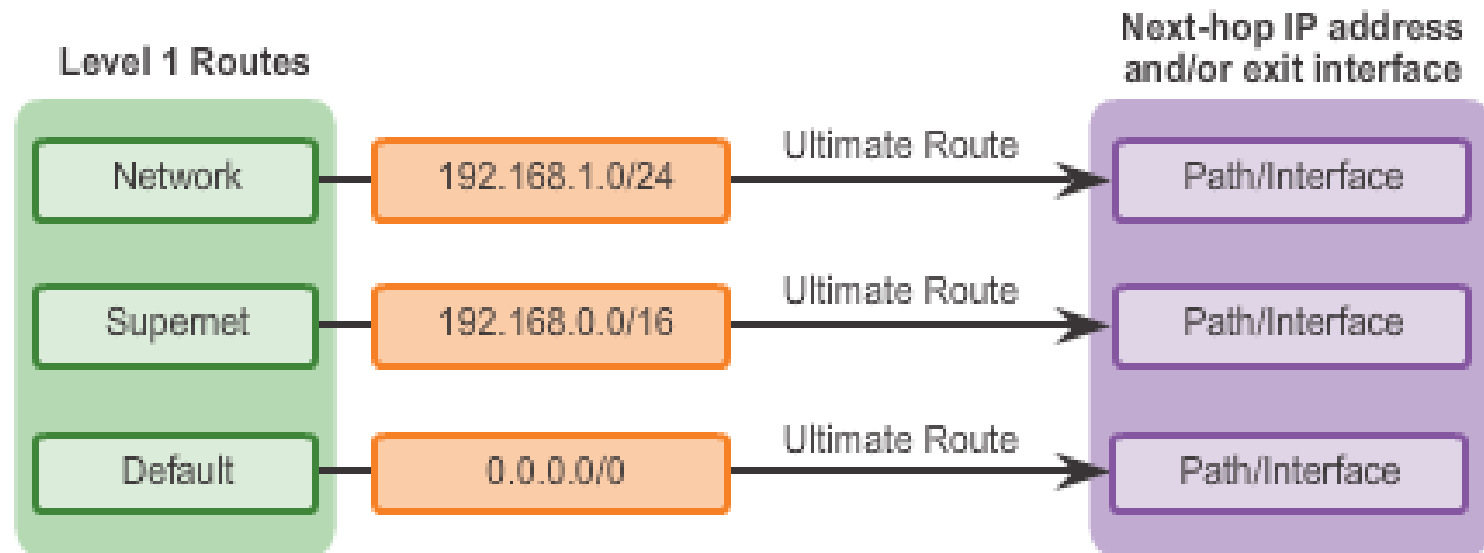 Level 1 Routes
Next-hop IP address
and/or exit interface
Network
192.168.1.0/24
Ultimate Route
Path/Interface
Supernet
192.168.0.0/16
Ultimate Route
Path/Interface
Default
0.0.0.0/0
Ultimate Route
Path/Interface